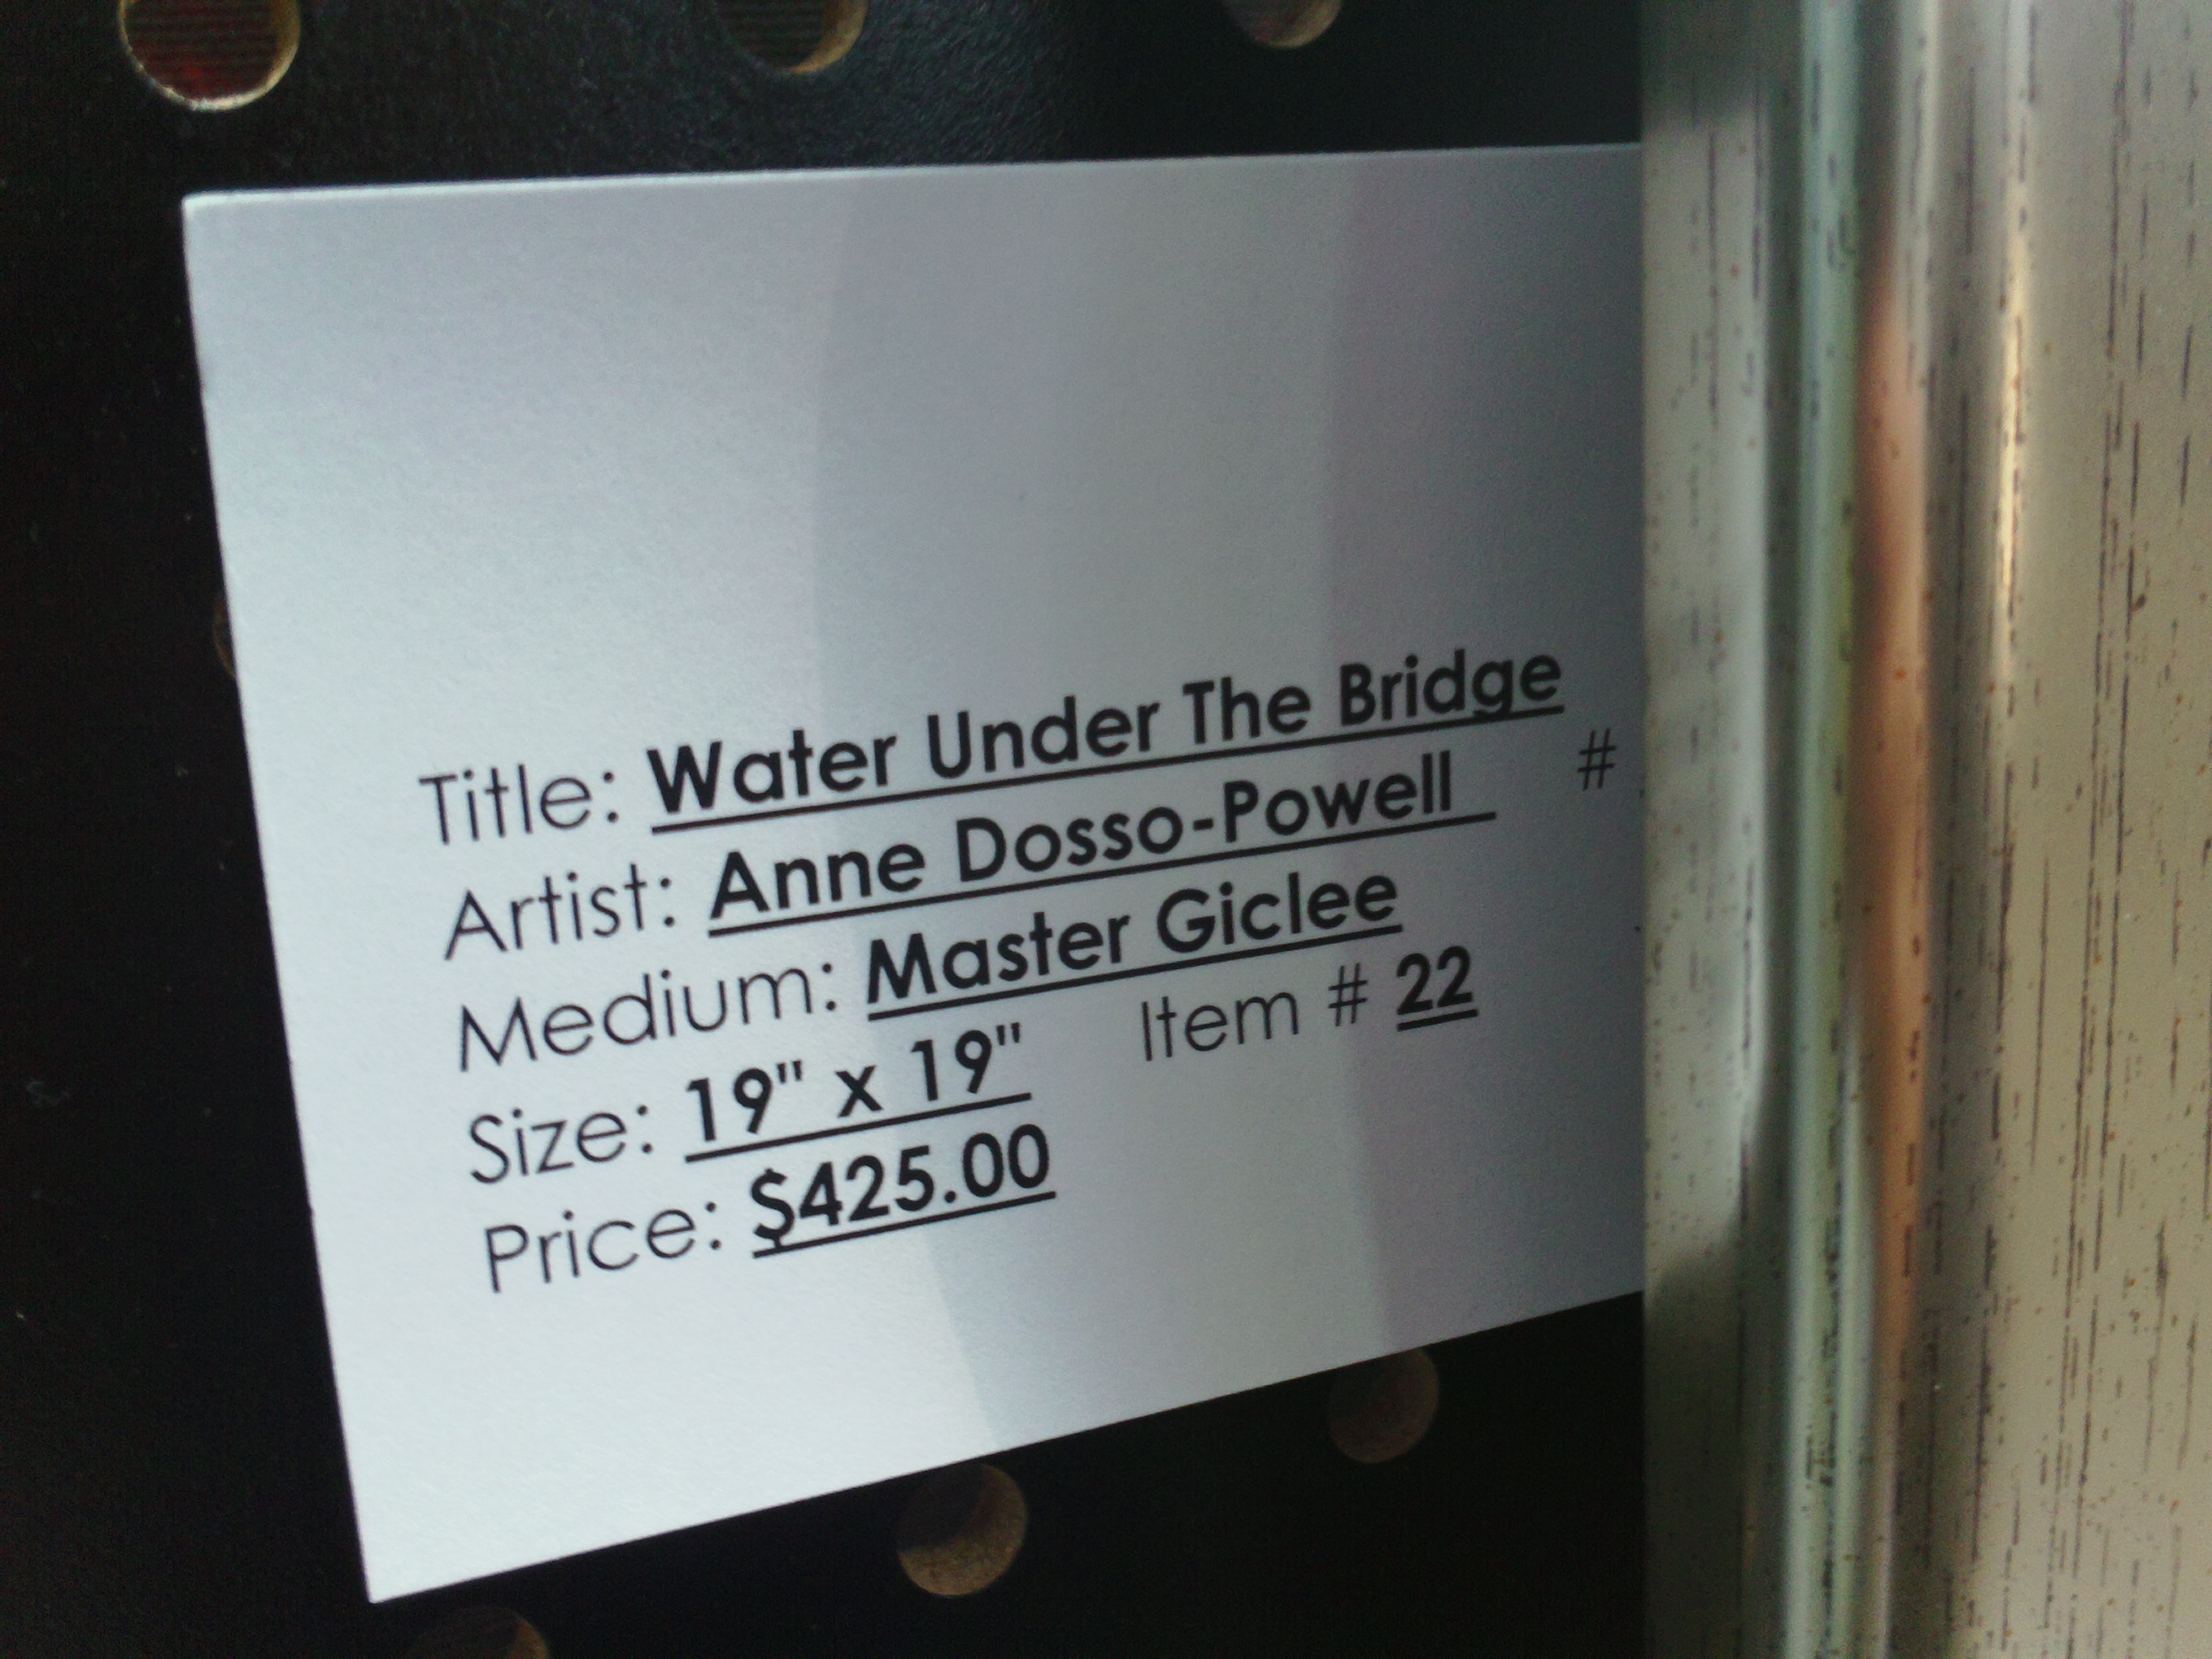 Title: Water Under The Bridge
Artist: Anne Dosso-Powell #
Medium: Master Giclee
Size: 19" x 19" Item # 22
Price: $425.00